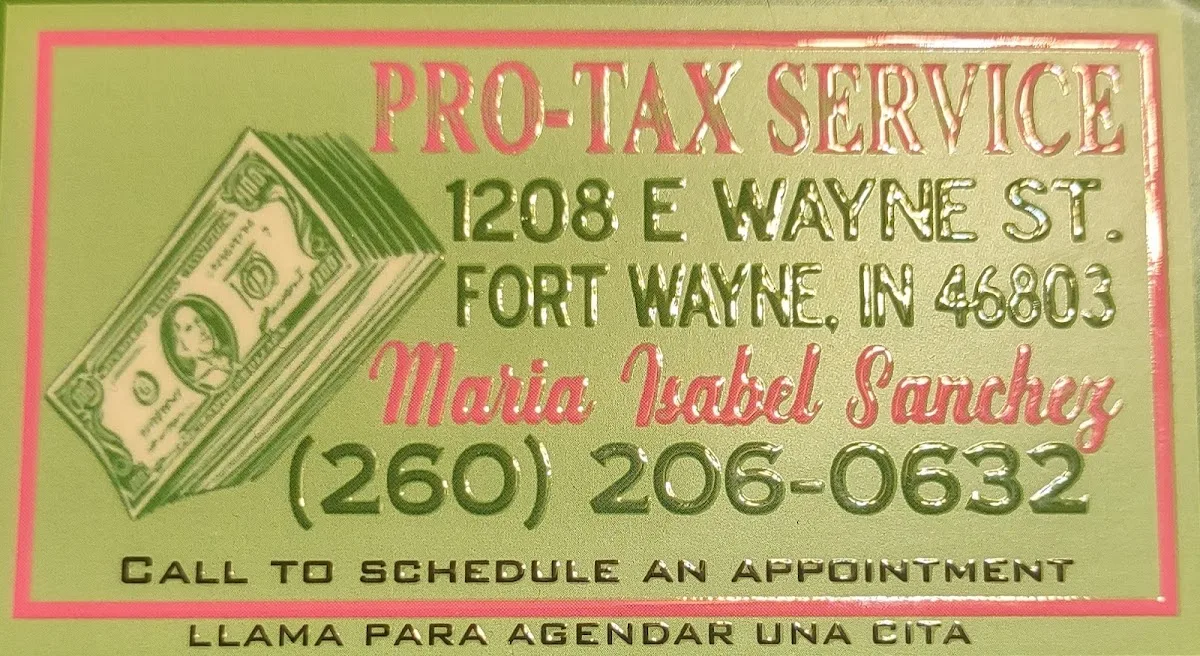 PRO-TAX SERVICE
1208 E WAYNE ST.
FORT WAYNE, IN 46803
Maria Isabel Sanchez
(260) 206-0632
CALL TO SCHEDULE AN APPOINTMENT
LLAMA PARA AGENDAR UNA CITA